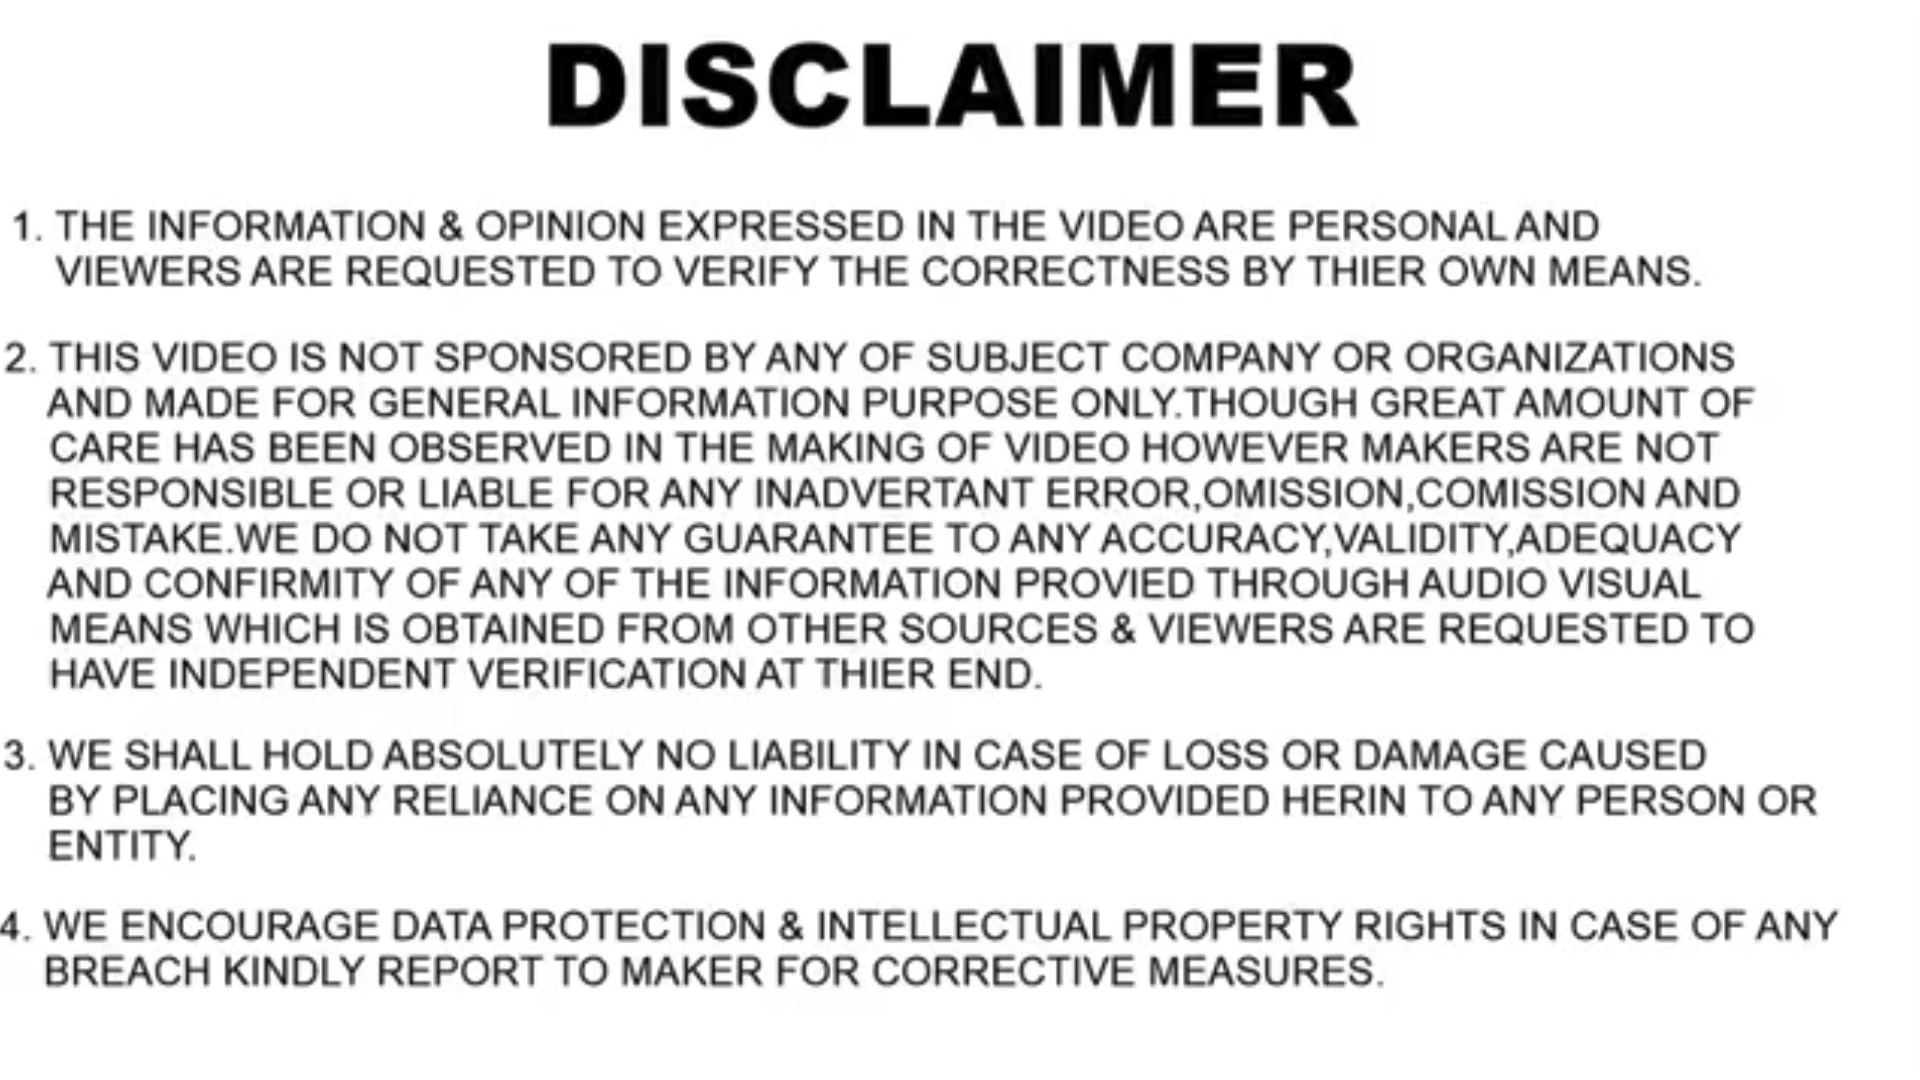 DISCLAIMER
1. THE INFORMATION & OPINION EXPRESSED IN THE VIDEO ARE PERSONAL AND
VIEWERS ARE REQUESTED TO VERIFY THE CORRECTNESS BY THIER OWN MEANS.
2. THIS VIDEO IS NOT SPONSORED BY ANY OF SUBJECT COMPANY OR ORGANIZATIONS
AND MADE FOR GENERAL INFORMATION PURPOSE ONLY.THOUGH GREAT AMOUNT OF
CARE HAS BEEN OBSERVED IN THE MAKING OF VIDEO HOWEVER MAKERS ARE NOT
RESPONSIBLE OR LIABLE FOR ANY INADVERTANT ERROR,OMISSION,COMISSION AND
MISTAKE.WE DO NOT TAKE ANY GUARANTEE TO ANY ACCURACY,VALIDITY,ADEQUACY
AND CONFIRMITY OF ANY OF THE INFORMATION PROVIED THROUGH AUDIO VISUAL
MEANS WHICH IS OBTAINED FROM OTHER SOURCES & VIEWERS ARE REQUESTED TO
HAVE INDEPENDENT VERIFICATION AT THIER END.
3. WE SHALL HOLD ABSOLUTELY NO LIABILITY IN CASE OF LOSS OR DAMAGE CAUSED
BY PLACING ANY RELIANCE ON ANY INFORMATION PROVIDED HERIN TO ANY PERSON OR
ENTITY.
4. WE ENCOURAGE DATA PROTECTION & INTELLECTUAL PROPERTY RIGHTS IN CASE OF ANY
BREACH KINDLY REPORT TO MAKER FOR CORRECTIVE MEASURES.